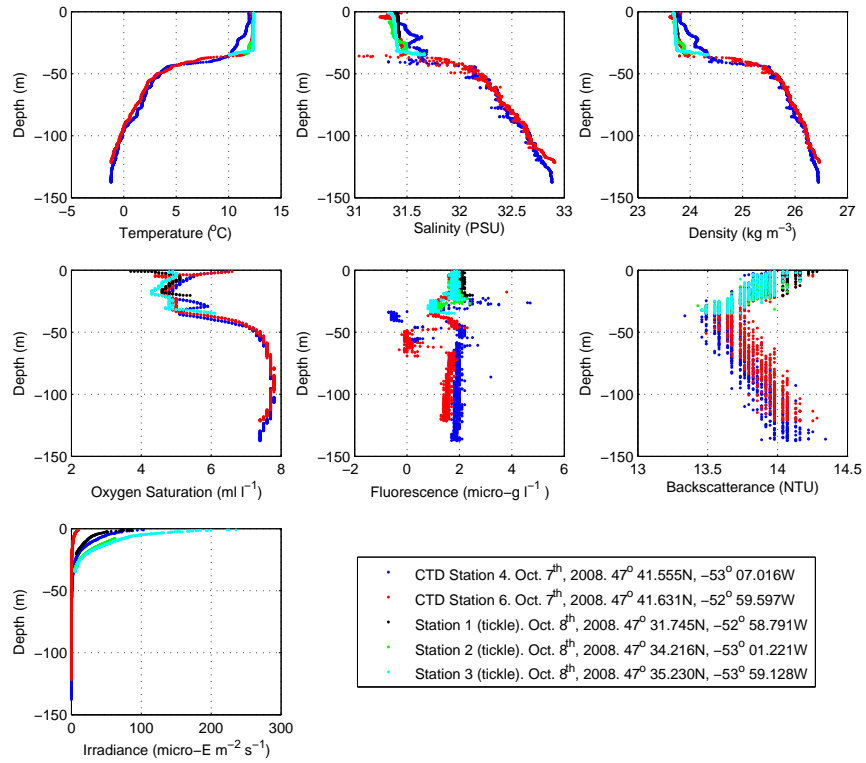 0
−50
−100
−150
Depth (m)
−5 0 5 10 15
Temperature (°C)
0
−50
−100
−150
Depth (m)
31 31.5 32 32.5 33
Salinity (PSU)
0
−50
−100
−150
Depth (m)
23 24 25 26 27
Density (kg m⁻³)
0
−50
−100
−150
Depth (m)
2 4 6 8
Oxygen Saturation (ml l⁻¹)
0
−50
−100
−150
Depth (m)
−2 0 2 4 6
Fluorescence (micro−g l⁻¹)
0
−50
−100
−150
Depth (m)
13 13.5 14 14.5
Backscatterance (NTU)
0
−50
−100
−150
Depth (m)
0 100 200 300
Irradiance (micro−E m⁻² s⁻¹)
CTD Station 4. Oct. 7th, 2008. 47° 41.555N, −53° 07.016W
CTD Station 6. Oct. 7th, 2008. 47° 41.631N, −52° 59.597W
Station 1 (tickle). Oct. 8th, 2008. 47° 31.745N, −52° 58.791W
Station 2 (tickle). Oct. 8th, 2008. 47° 34.216N, −53° 01.221W
Station 3 (tickle). Oct. 8th, 2008. 47° 35.230N, −53° 59.128W